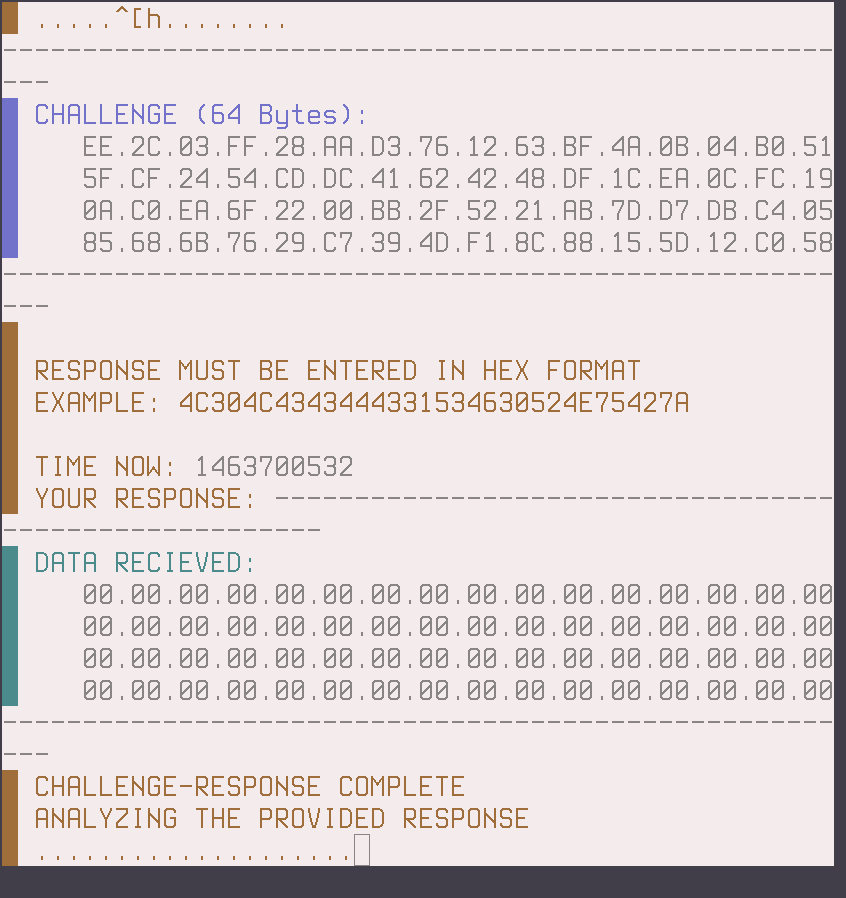 .....^[h........
----------------------------------------------------
---
CHALLENGE (64 Bytes):
EE.2C.03.FF.28.AA.D3.76.12.63.BF.4A.0B.04.B0.51
5F.CF.24.54.CD.DC.41.62.42.48.DF.1C.EA.0C.FC.19
0A.C0.EA.6F.22.00.BB.2F.52.21.AB.7D.D7.DB.C4.05
85.68.6B.76.29.C7.39.4D.F1.8C.88.15.5D.12.C0.58
----------------------------------------------------
---
RESPONSE MUST BE ENTERED IN HEX FORMAT
EXAMPLE: 4C304C4343444331534630524E75427A
TIME NOW: 1463700532
YOUR RESPONSE: -----------------------------------
--------------------
DATA RECIEVED:
00.00.00.00.00.00.00.00.00.00.00.00.00.00.00.00
00.00.00.00.00.00.00.00.00.00.00.00.00.00.00.00
00.00.00.00.00.00.00.00.00.00.00.00.00.00.00.00
00.00.00.00.00.00.00.00.00.00.00.00.00.00.00.00
----------------------------------------------------
---
CHALLENGE-RESPONSE COMPLETE
ANALYZING THE PROVIDED RESPONSE
....................